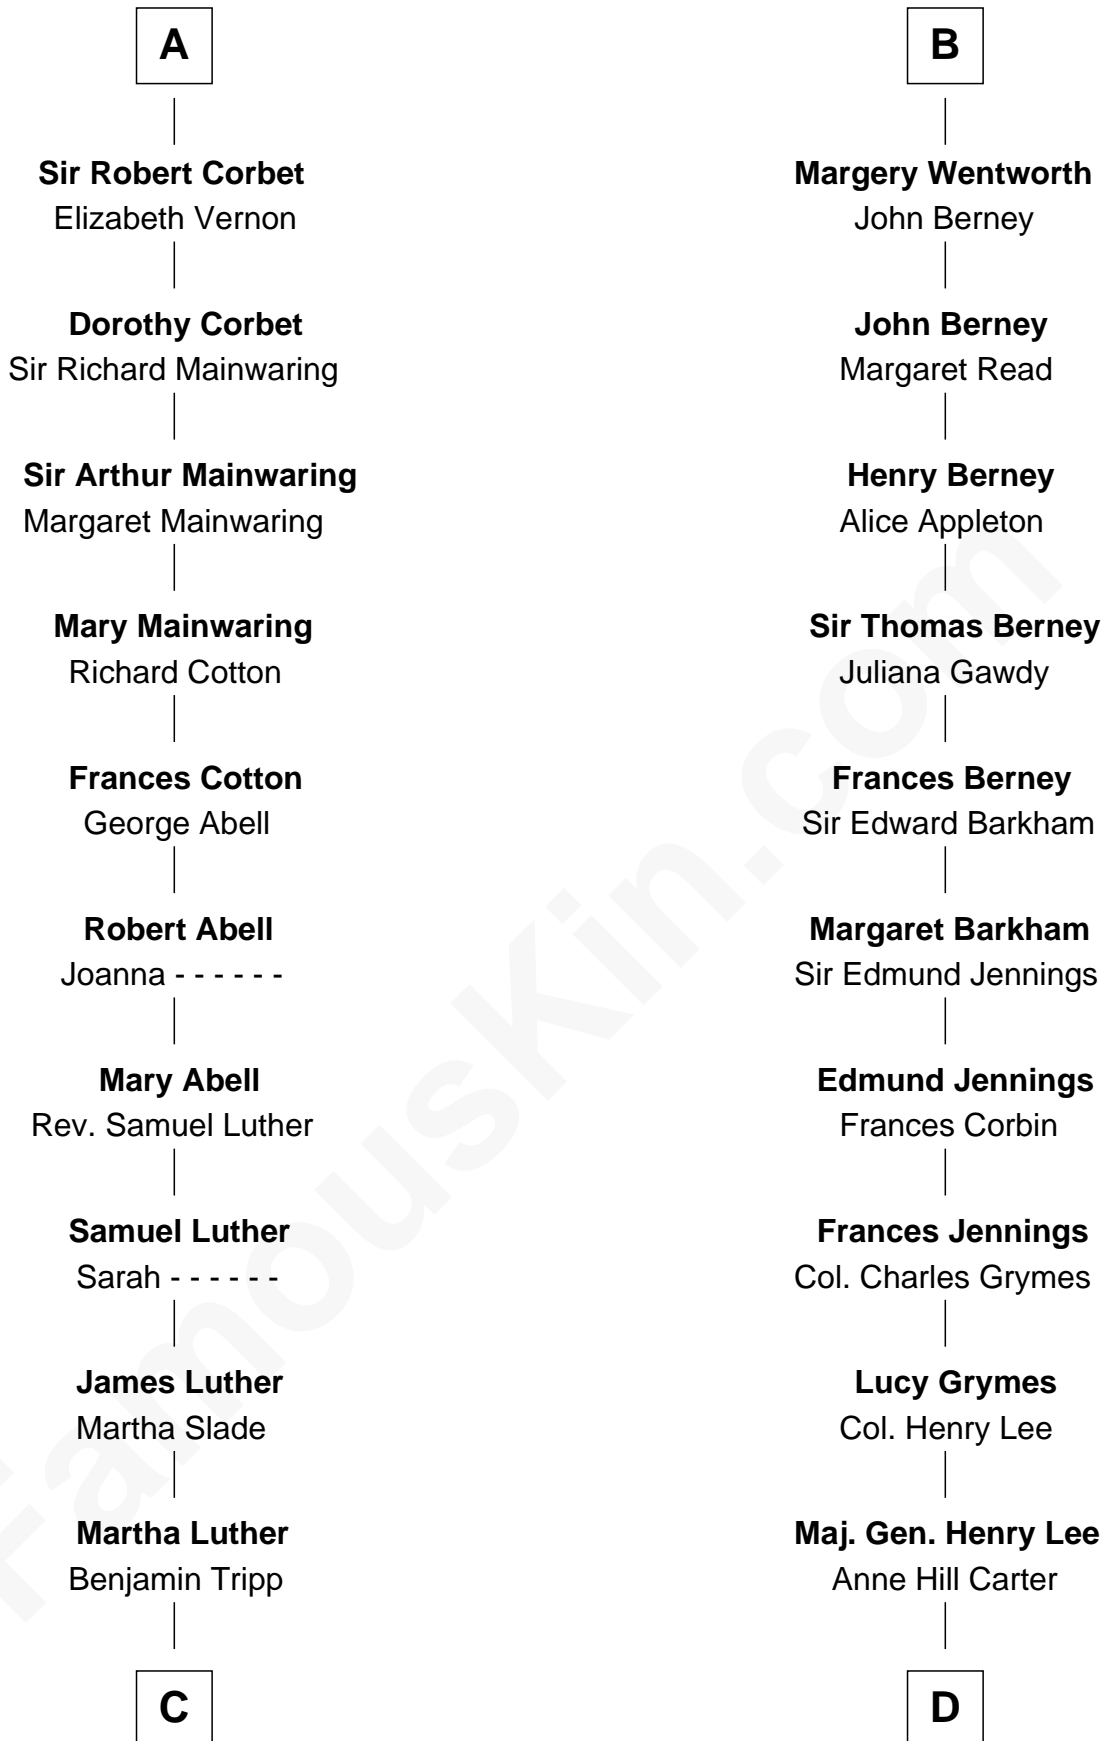 A
Sir Robert Corbet
Elizabeth Vernon
Dorothy Corbet
Sir Richard Mainwaring
Sir Arthur Mainwaring
Margaret Mainwaring
Mary Mainwaring
Richard Cotton
Frances Cotton
George Abell
Robert Abell
Joanna - - - - - -
Mary Abell
Rev. Samuel Luther
Samuel Luther
Sarah - - - - - -
James Luther
Martha Slade
Martha Luther
Benjamin Tripp
C
B
Margery Wentworth
John Berney
John Berney
Margaret Read
Henry Berney
Alice Appleton
Sir Thomas Berney
Juliana Gawdy
Frances Berney
Sir Edward Barkham
Margaret Barkham
Sir Edmund Jennings
Edmund Jennings
Frances Corbin
Frances Jennings
Col. Charles Grymes
Lucy Grymes
Col. Henry Lee
Maj. Gen. Henry Lee
Anne Hill Carter
D
FamousKin.com